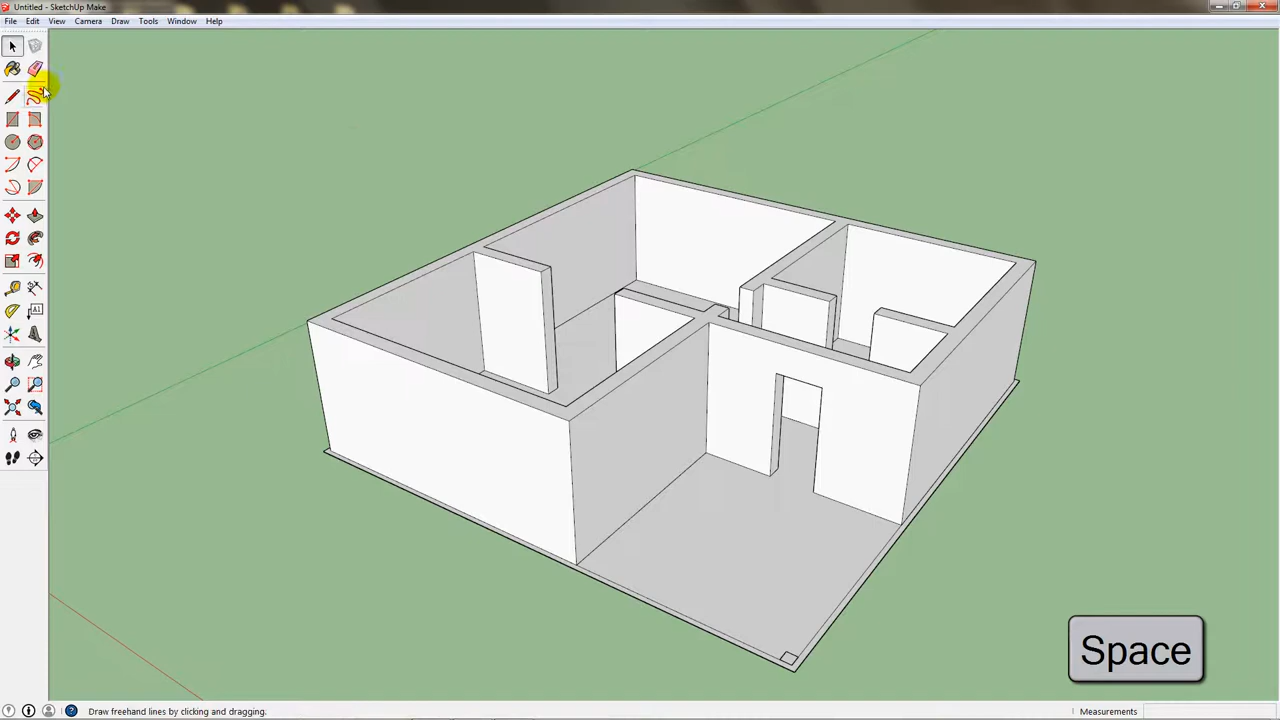 Untitled - SketchUp Make
File Edit View Camera Draw Tools Window Help
A1
Space
Draw freehand lines by clicking and dragging.
Measurements